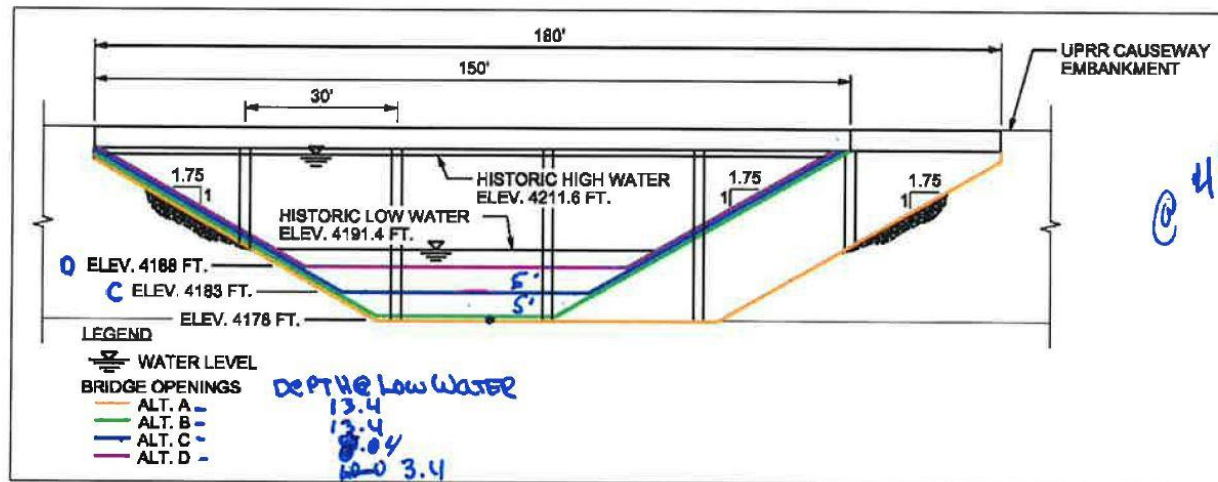 180'
UPRR CAUSEWAY
EMBANKMENT
150'
30'
1.75
1
HISTORIC HIGH WATER
ELEV. 4211.6 FT.
1.75
1
1.75
1
HISTORIC LOW WATER
ELEV. 4191.4 FT.
@ 4
D ELEV. 4188 FT.
5'
C ELEV. 4183 FT.
5'
ELEV. 4178 FT.
LEGEND
WATER LEVEL
BRIDGE OPENINGS
DEPTH @ LOW WATER
ALT. A
13.4
ALT. B
13.4
ALT. C
ALT. D
3.4